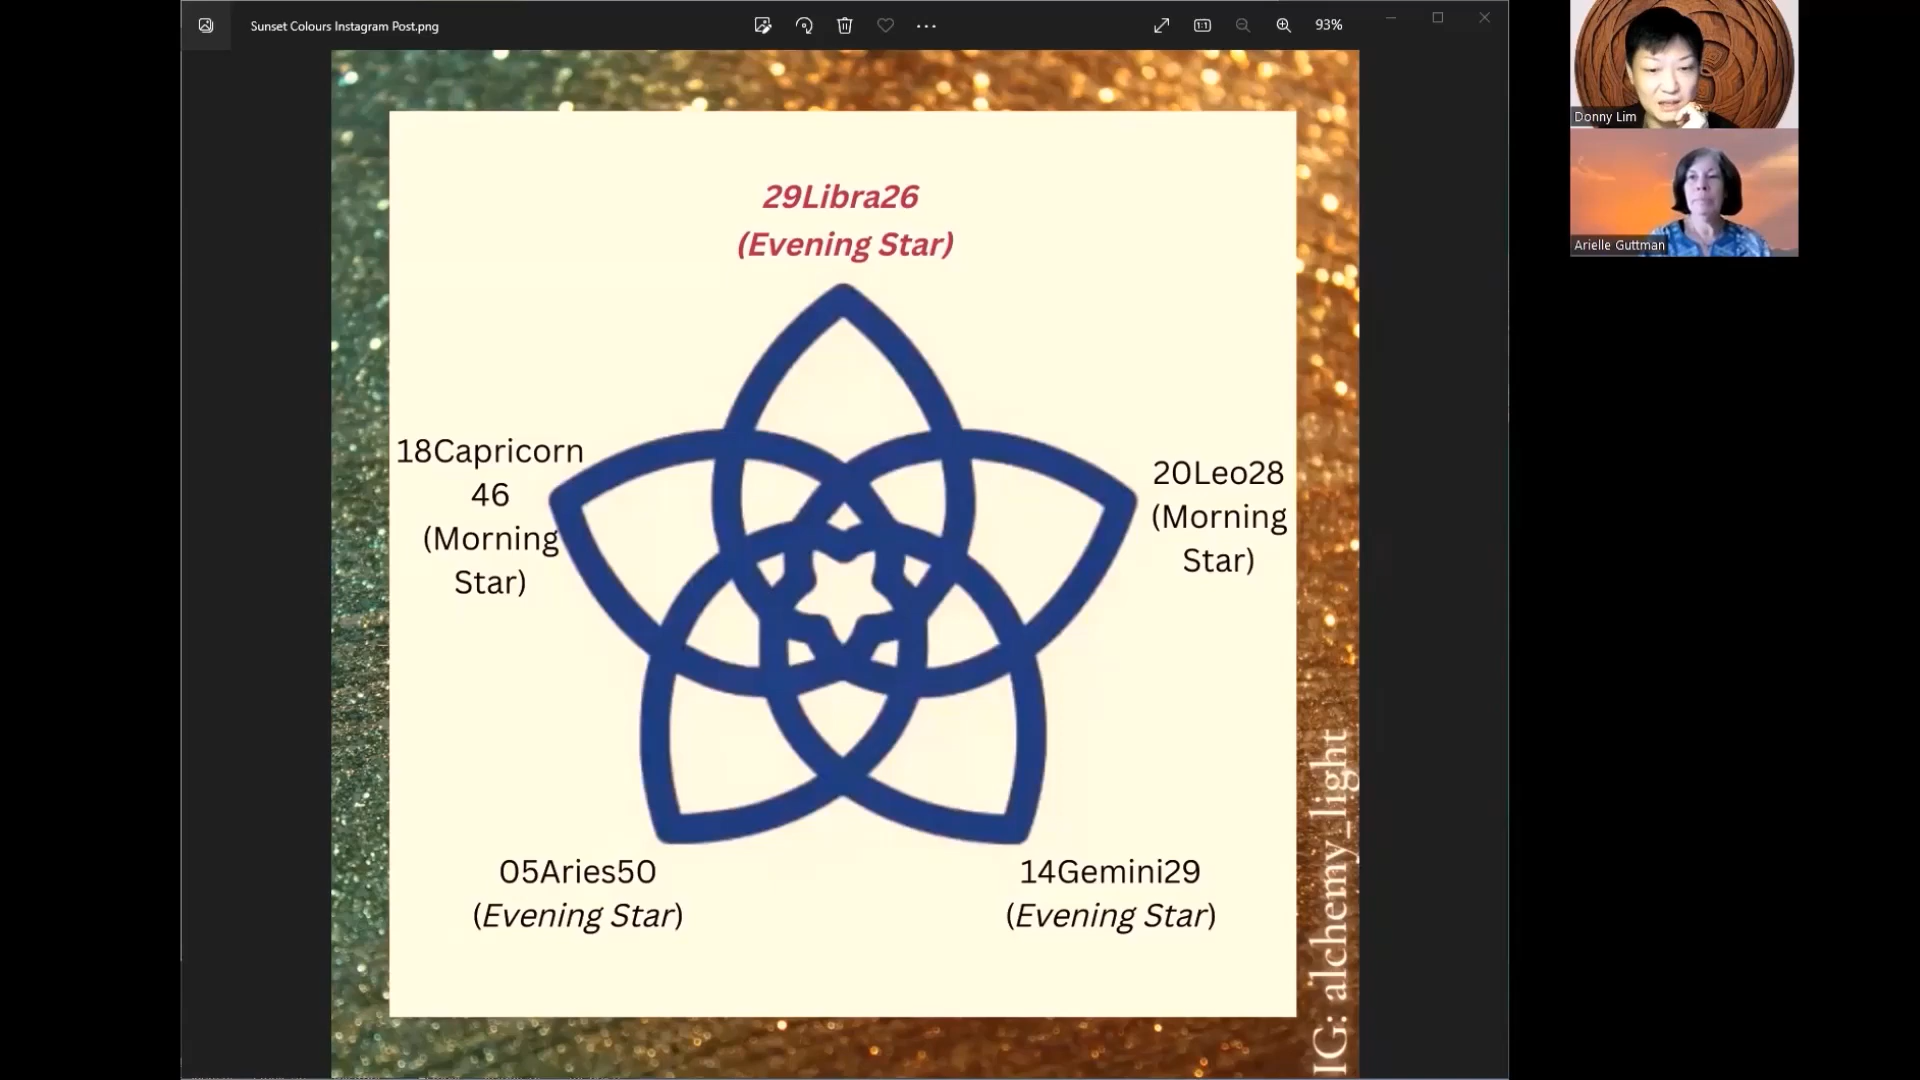 Sunset Colours Instagram Post.png
93%
29Libra26
(Evening Star)
18Capricorn
46
(Morning
Star)
20Leo28
(Morning
Star)
05Aries50
(Evening Star)
14Gemini29
(Evening Star)
IG: alchemy_light
Donny Lim
Arielle Guttman